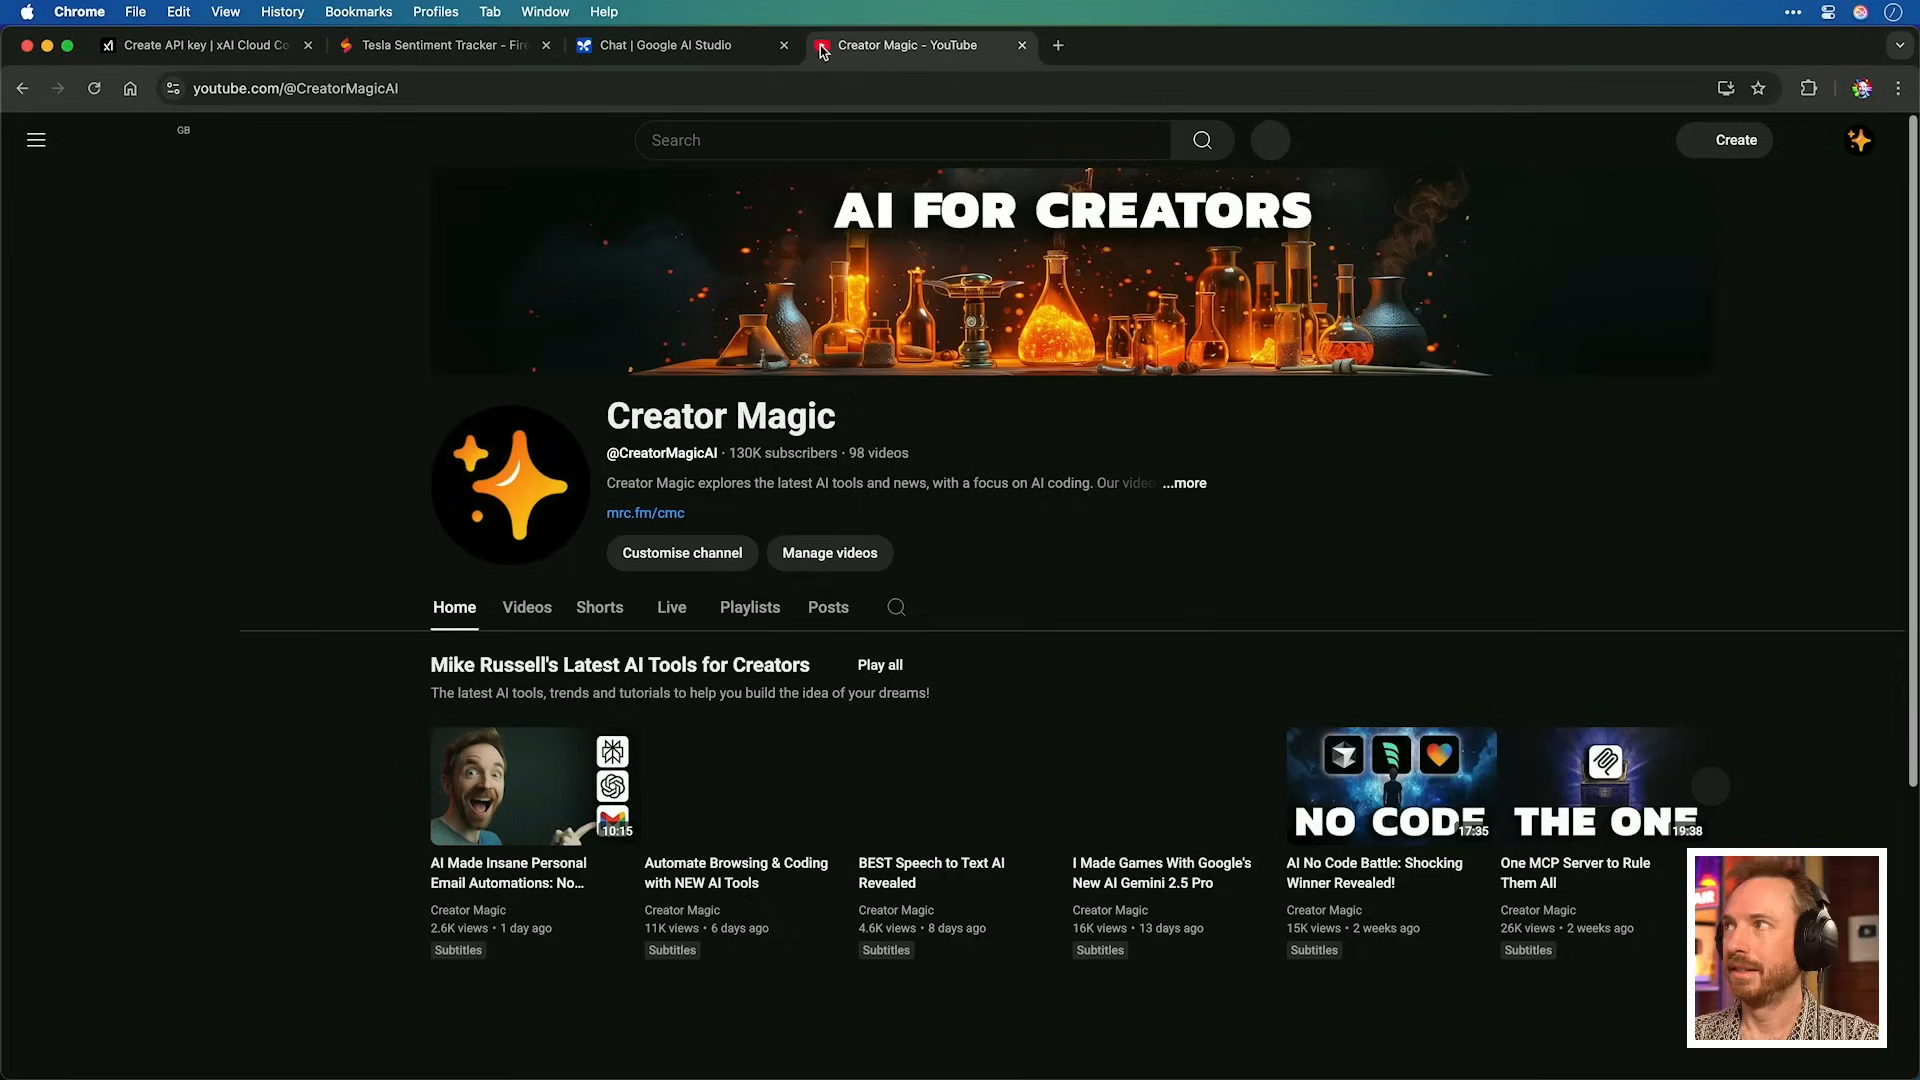 Chrome File Edit View History Bookmarks Profiles Tab Window Help
Create API key | xAI Cloud Co
Tesla Sentiment Tracker - Fire
Chat | Google AI Studio
Creator Magic - YouTube
youtube.com/@CreatorMagicAI
GB
Search
Create
AI FOR CREATORS
Creator Magic
@CreatorMagicAI · 130K subscribers · 98 videos
Creator Magic explores the latest AI tools and news, with a focus on AI coding. Our video ...more
mrc.fm/cmc
Customise channel
Manage videos
Home Videos Shorts Live Playlists Posts
Mike Russell's Latest AI Tools for Creators
Play all
The latest AI tools, trends and tutorials to help you build the idea of your dreams!
10:15
AI Made Insane Personal
Email Automations: No...
Creator Magic
2.6K views • 1 day ago
Subtitles
Automate Browsing & Coding
with NEW AI Tools
Creator Magic
11K views • 6 days ago
Subtitles
BEST Speech to Text AI
Revealed
Creator Magic
4.6K views • 8 days ago
Subtitles
I Made Games With Google's
New AI Gemini 2.5 Pro
Creator Magic
16K views • 13 days ago
Subtitles
NO CODE
17:35
AI No Code Battle: Shocking
Winner Revealed!
Creator Magic
15K views • 2 weeks ago
Subtitles
THE ONE
19:38
One MCP Server to Rule
Them All
Creator Magic
26K views • 2 weeks ago
Subtitles